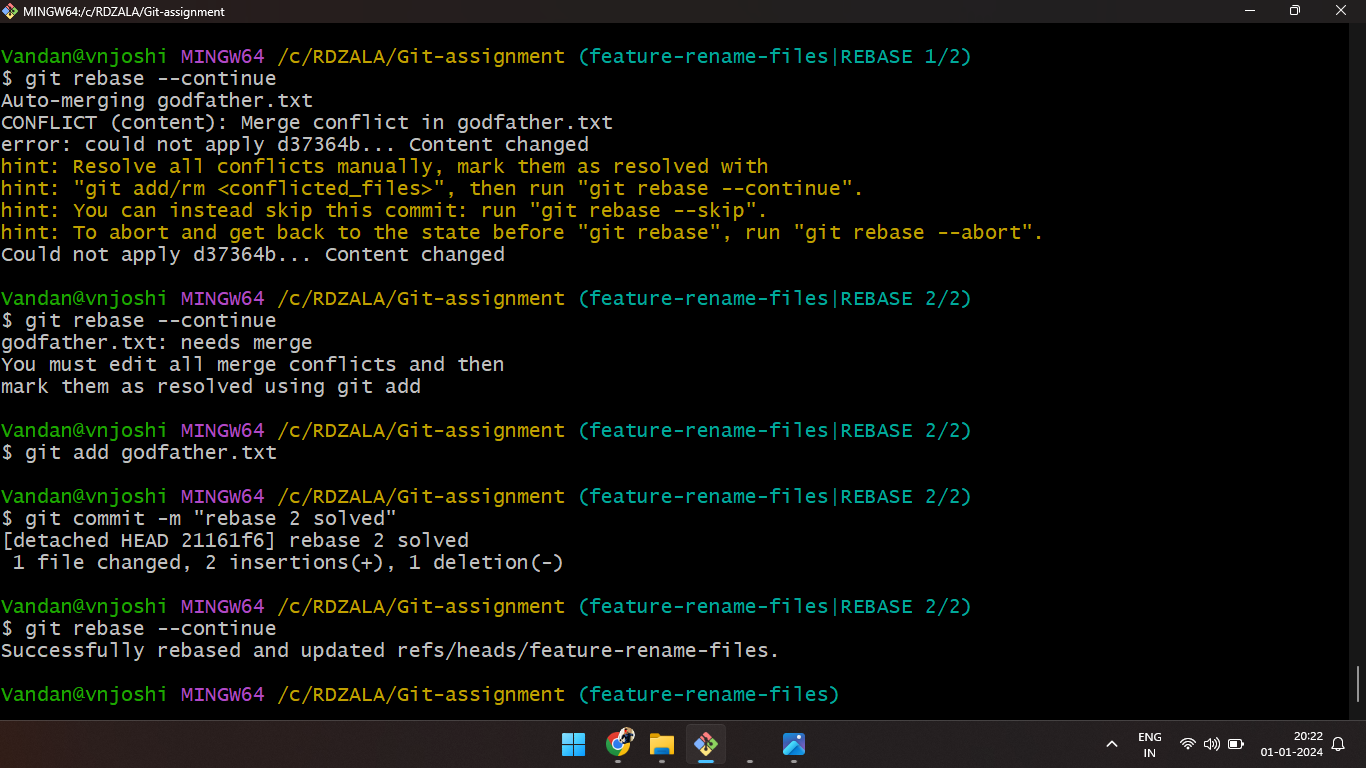 MINGW64:/c/RDZALA/Git-assignment
Vandan@vnjoshi MINGW64 /c/RDZALA/Git-assignment (feature-rename-files|REBASE 1/2)
$ git rebase --continue
Auto-merging godfather.txt
CONFLICT (content): Merge conflict in godfather.txt
error: could not apply d37364b... Content changed
hint: Resolve all conflicts manually, mark them as resolved with
hint: "git add/rm <conflicted_files>", then run "git rebase --continue".
hint: You can instead skip this commit: run "git rebase --skip".
hint: To abort and get back to the state before "git rebase", run "git rebase --abort".
Could not apply d37364b... Content changed
Vandan@vnjoshi MINGW64 /c/RDZALA/Git-assignment (feature-rename-files|REBASE 2/2)
$ git rebase --continue
godfather.txt: needs merge
You must edit all merge conflicts and then
mark them as resolved using git add
Vandan@vnjoshi MINGW64 /c/RDZALA/Git-assignment (feature-rename-files|REBASE 2/2)
$ git add godfather.txt
Vandan@vnjoshi MINGW64 /c/RDZALA/Git-assignment (feature-rename-files|REBASE 2/2)
$ git commit -m "rebase 2 solved"
[detached HEAD 21161f6] rebase 2 solved
 1 file changed, 2 insertions(+), 1 deletion(-)
Vandan@vnjoshi MINGW64 /c/RDZALA/Git-assignment (feature-rename-files|REBASE 2/2)
$ git rebase --continue
Successfully rebased and updated refs/heads/feature-rename-files.
Vandan@vnjoshi MINGW64 /c/RDZALA/Git-assignment (feature-rename-files)
ENG
IN
20:22
01-01-2024